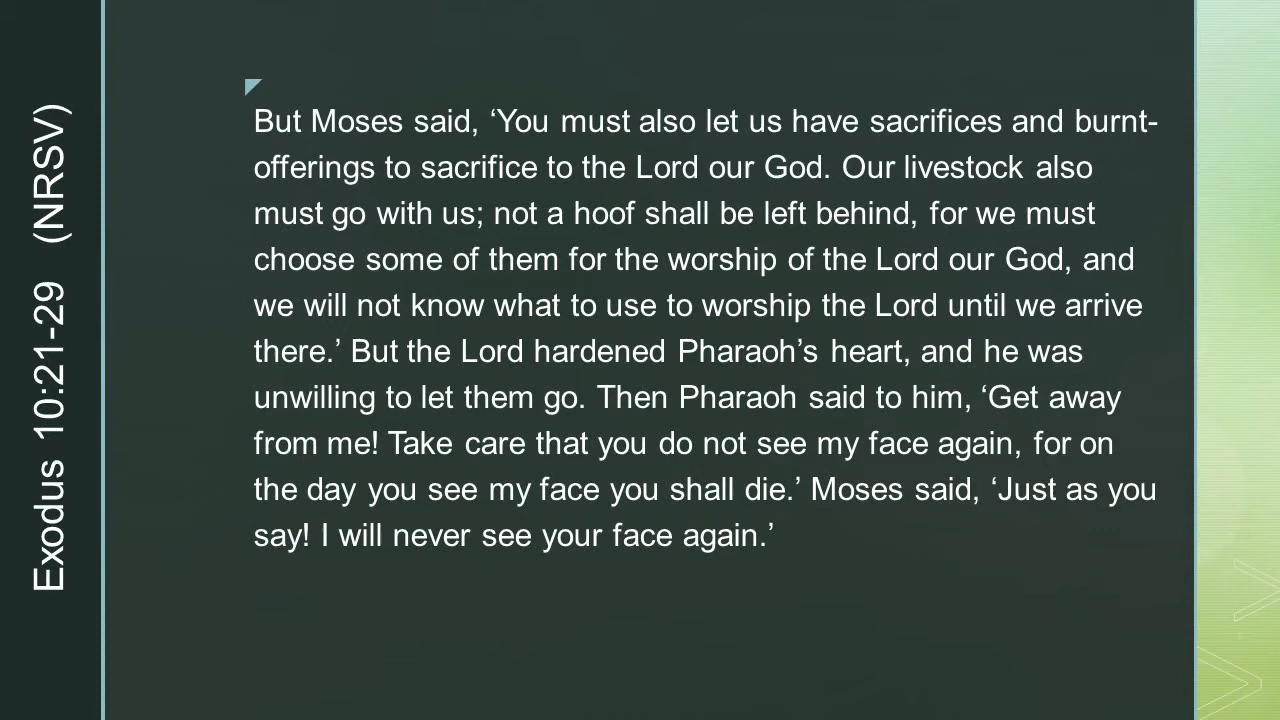 Exodus 10:21-29 (NRSV)
But Moses said, ‘You must also let us have sacrifices and burnt-
offerings to sacrifice to the Lord our God. Our livestock also
must go with us; not a hoof shall be left behind, for we must
choose some of them for the worship of the Lord our God, and
we will not know what to use to worship the Lord until we arrive
there.’ But the Lord hardened Pharaoh’s heart, and he was
unwilling to let them go. Then Pharaoh said to him, ‘Get away
from me! Take care that you do not see my face again, for on
the day you see my face you shall die.’ Moses said, ‘Just as you
say! I will never see your face again.’